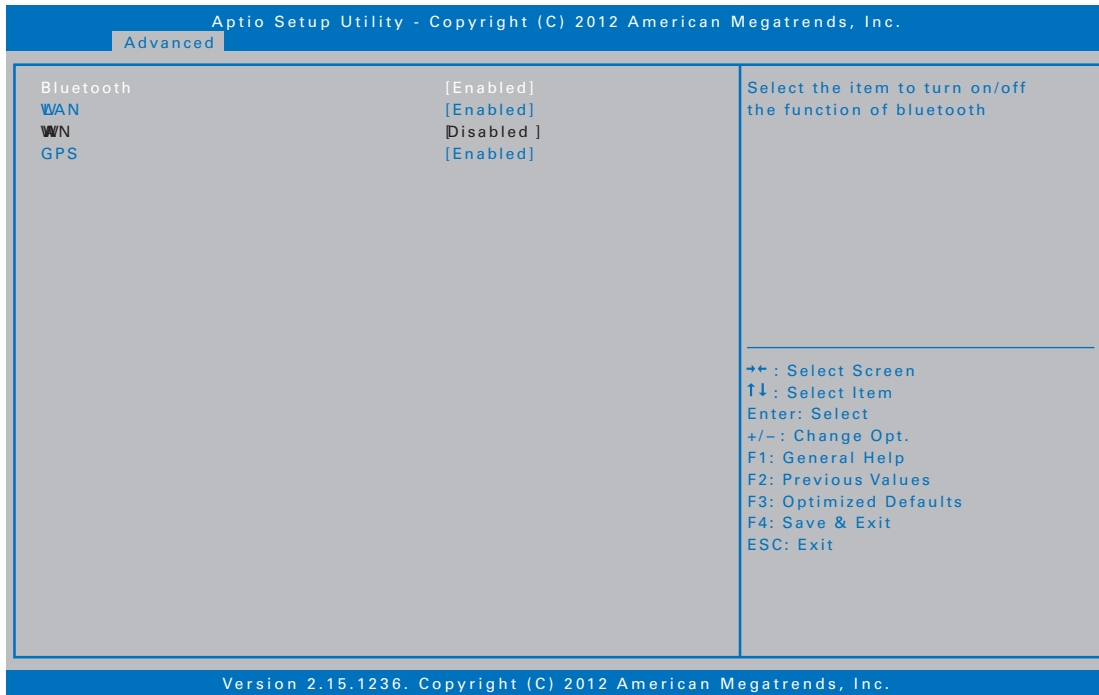 Aptio Setup Utility - Copyright (C) 2012 American Megatrends, Inc.
Advanced
Bluetooth [Enabled]
WLAN [Enabled]
WWAN [Disabled ]
GPS [Enabled]
Select the item to turn on/off
the function of bluetooth
→← : Select Screen
↑↓ : Select Item
Enter: Select
+/– : Change Opt.
F1: General Help
F2: Previous Values
F3: Optimized Defaults
F4: Save & Exit
ESC: Exit
Version 2.15.1236. Copyright (C) 2012 American Megatrends, Inc.